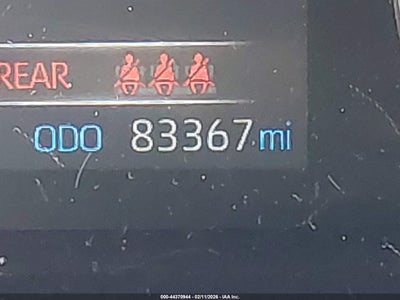 REAR
ODO 83367 mi
000-44370944 - 02/11/2026 - IAA Inc.